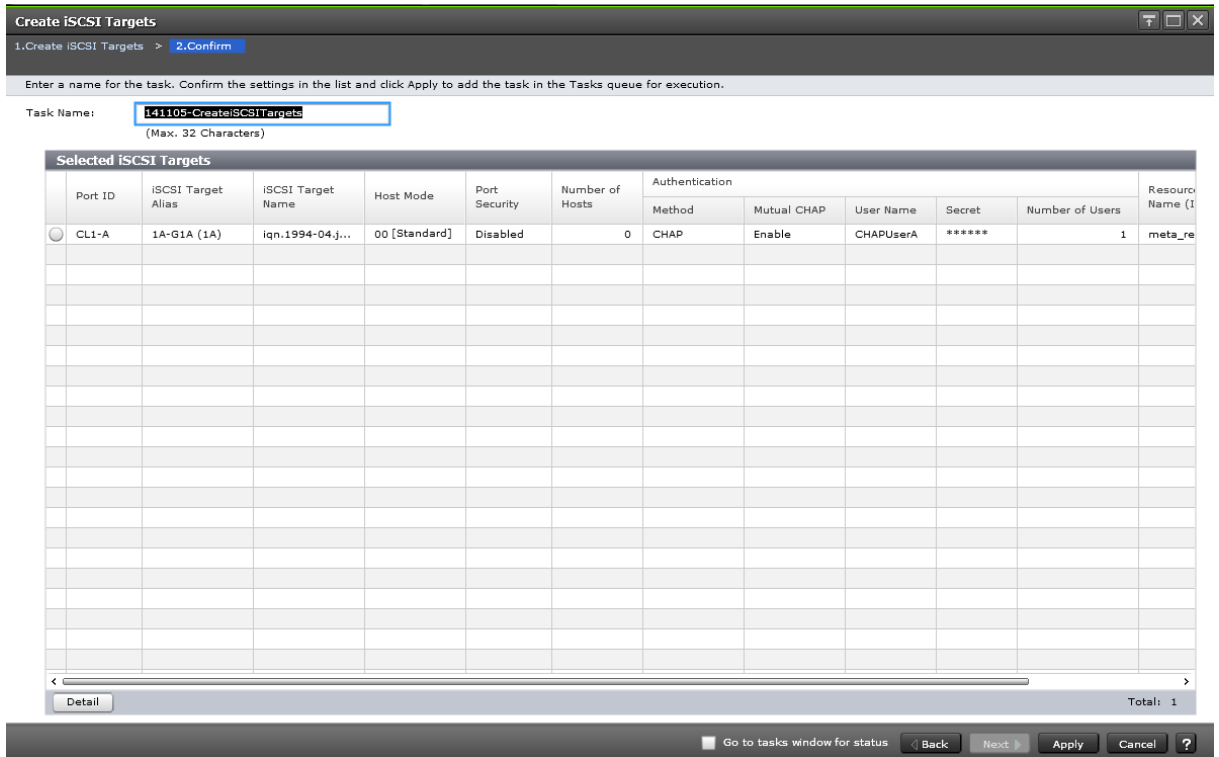 Create iSCSI Targets
1.Create iSCSI Targets > 2.Confirm
Enter a name for the task. Confirm the settings in the list and click Apply to add the task in the Tasks queue for execution.
Task Name: 141105-CreateiSCSITargets
(Max. 32 Characters)
Selected iSCSI Targets
Port ID iSCSI Target Alias iSCSI Target Name Host Mode Port Security Number of Hosts Authentication Resource Name (I
Method Mutual CHAP User Name Secret Number of Users
CL1-A 1A-G1A (1A) iqn.1994-04.j... 00 [Standard] Disabled 0 CHAP Enable CHAPUserA ****** 1 meta_re
Detail Total: 1
Go to tasks window for status Back Next Apply Cancel ?